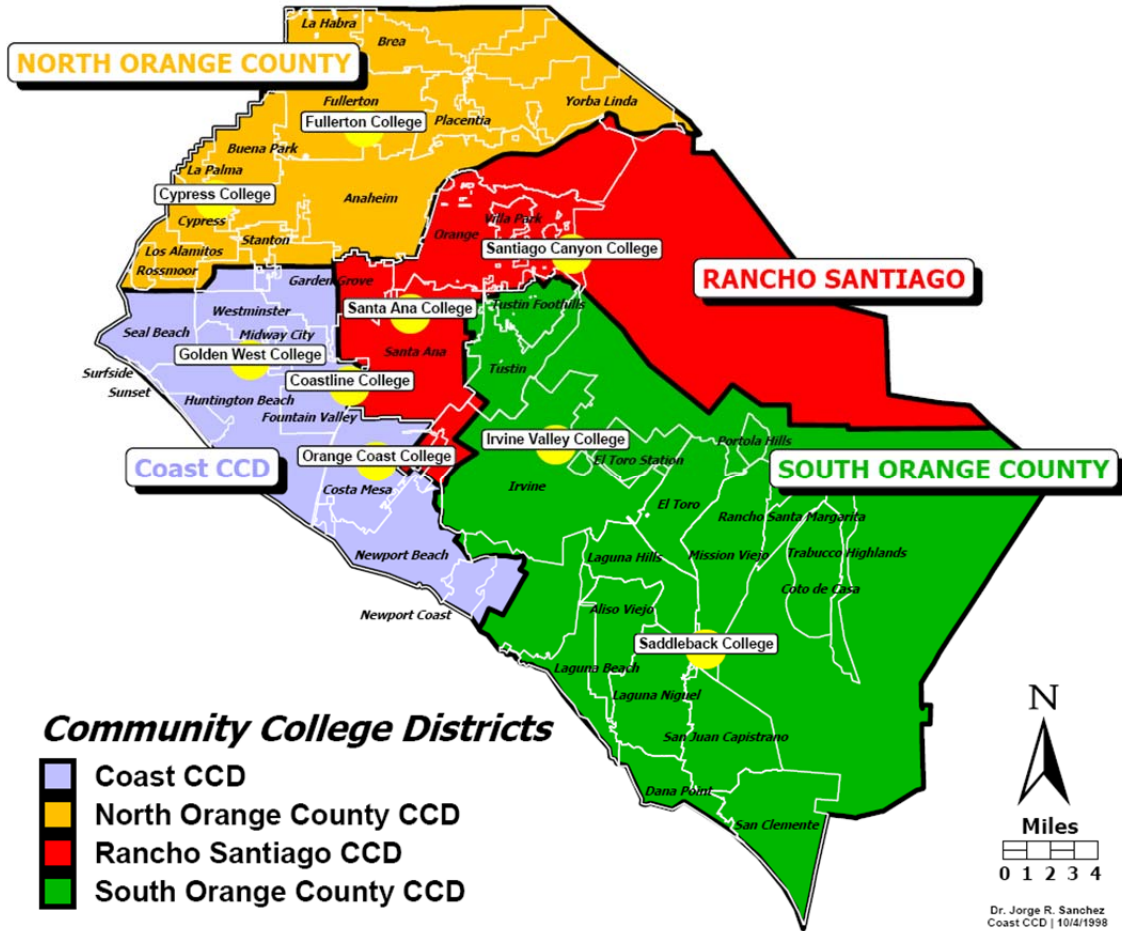 La Habra
Brea
NORTH ORANGE COUNTY
Fullerton
Yorba Linda
Fullerton College
Placentia
Buena Park
La Palma
Cypress College
Anaheim
Cypress
Villa Park
Orange
Stanton
Santiago Canyon College
Los Alamitos
Rossmoor
Garden Grove
RANCHO SANTIAGO
Santa Ana College
Tustin Foothills
Westminster
Seal Beach
Midway City
Golden West College
Santa Ana
Tustin
Surfside
Coastline College
Sunset
Huntington Beach
Fountain Valley
Irvine Valley College
Portola Hills
Orange Coast College
El Toro Station
Coast CCD
SOUTH ORANGE COUNTY
Costa Mesa
Irvine
El Toro
Rancho Santa Margarita
Newport Beach
Laguna Hills
Mission Viejo
Trabucco Highlands
Coto de Casa
Newport Coast
Aliso Viejo
Saddleback College
Laguna Beach
Laguna Niguel
San Juan Capistrano
Dana Point
San Clemente
Community College Districts
Coast CCD
North Orange County CCD
Rancho Santiago CCD
South Orange County CCD
N
Miles
0 1 2 3 4
Dr. Jorge R. Sanchez
Coast CCD | 10/4/1998